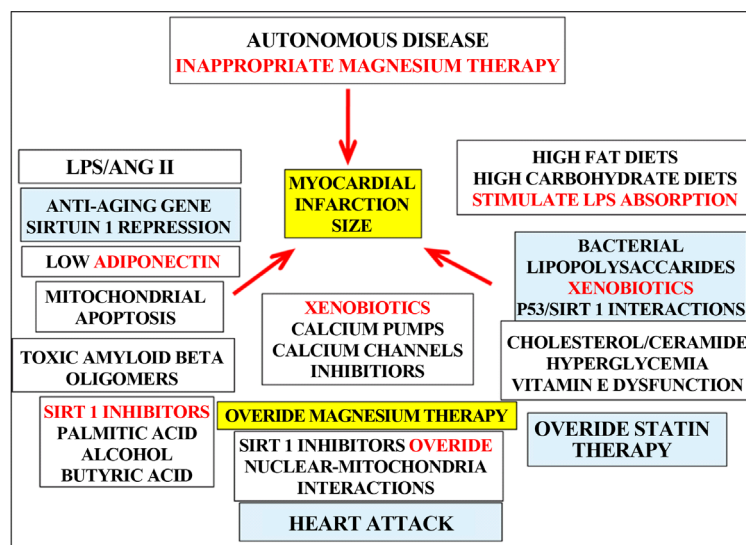 AUTONOMOUS DISEASE
INAPPROPRIATE MAGNESIUM THERAPY
LPS/ANG II
ANTI-AGING GENE
SIRTUIN 1 REPRESSION
LOW ADIPONECTIN
MITOCHONDRIAL
APOPTOSIS
TOXIC AMYLOID BETA
OLIGOMERS
SIRT 1 INHIBITORS
PALMITIC ACID
ALCOHOL
BUTYRIC ACID
MYOCARDIAL
INFARCTION
SIZE
XENOBIOTICS
CALCIUM PUMPS
CALCIUM CHANNELS
INHIBITIORS
OVERIDE MAGNESIUM THERAPY
SIRT 1 INHIBITORS OVERIDE
NUCLEAR-MITOCHONDRIA
INTERACTIONS
HEART ATTACK
HIGH FAT DIETS
HIGH CARBOHYDRATE DIETS
STIMULATE LPS ABSORPTION
BACTERIAL
LIPOPOLYSACCARIDES
XENOBIOTICS
P53/SIRT 1 INTERACTIONS
CHOLESTEROL/CERAMIDE
HYPERGLYCEMIA
VITAMIN E DYSFUNCTION
OVERIDE STATIN
THERAPY